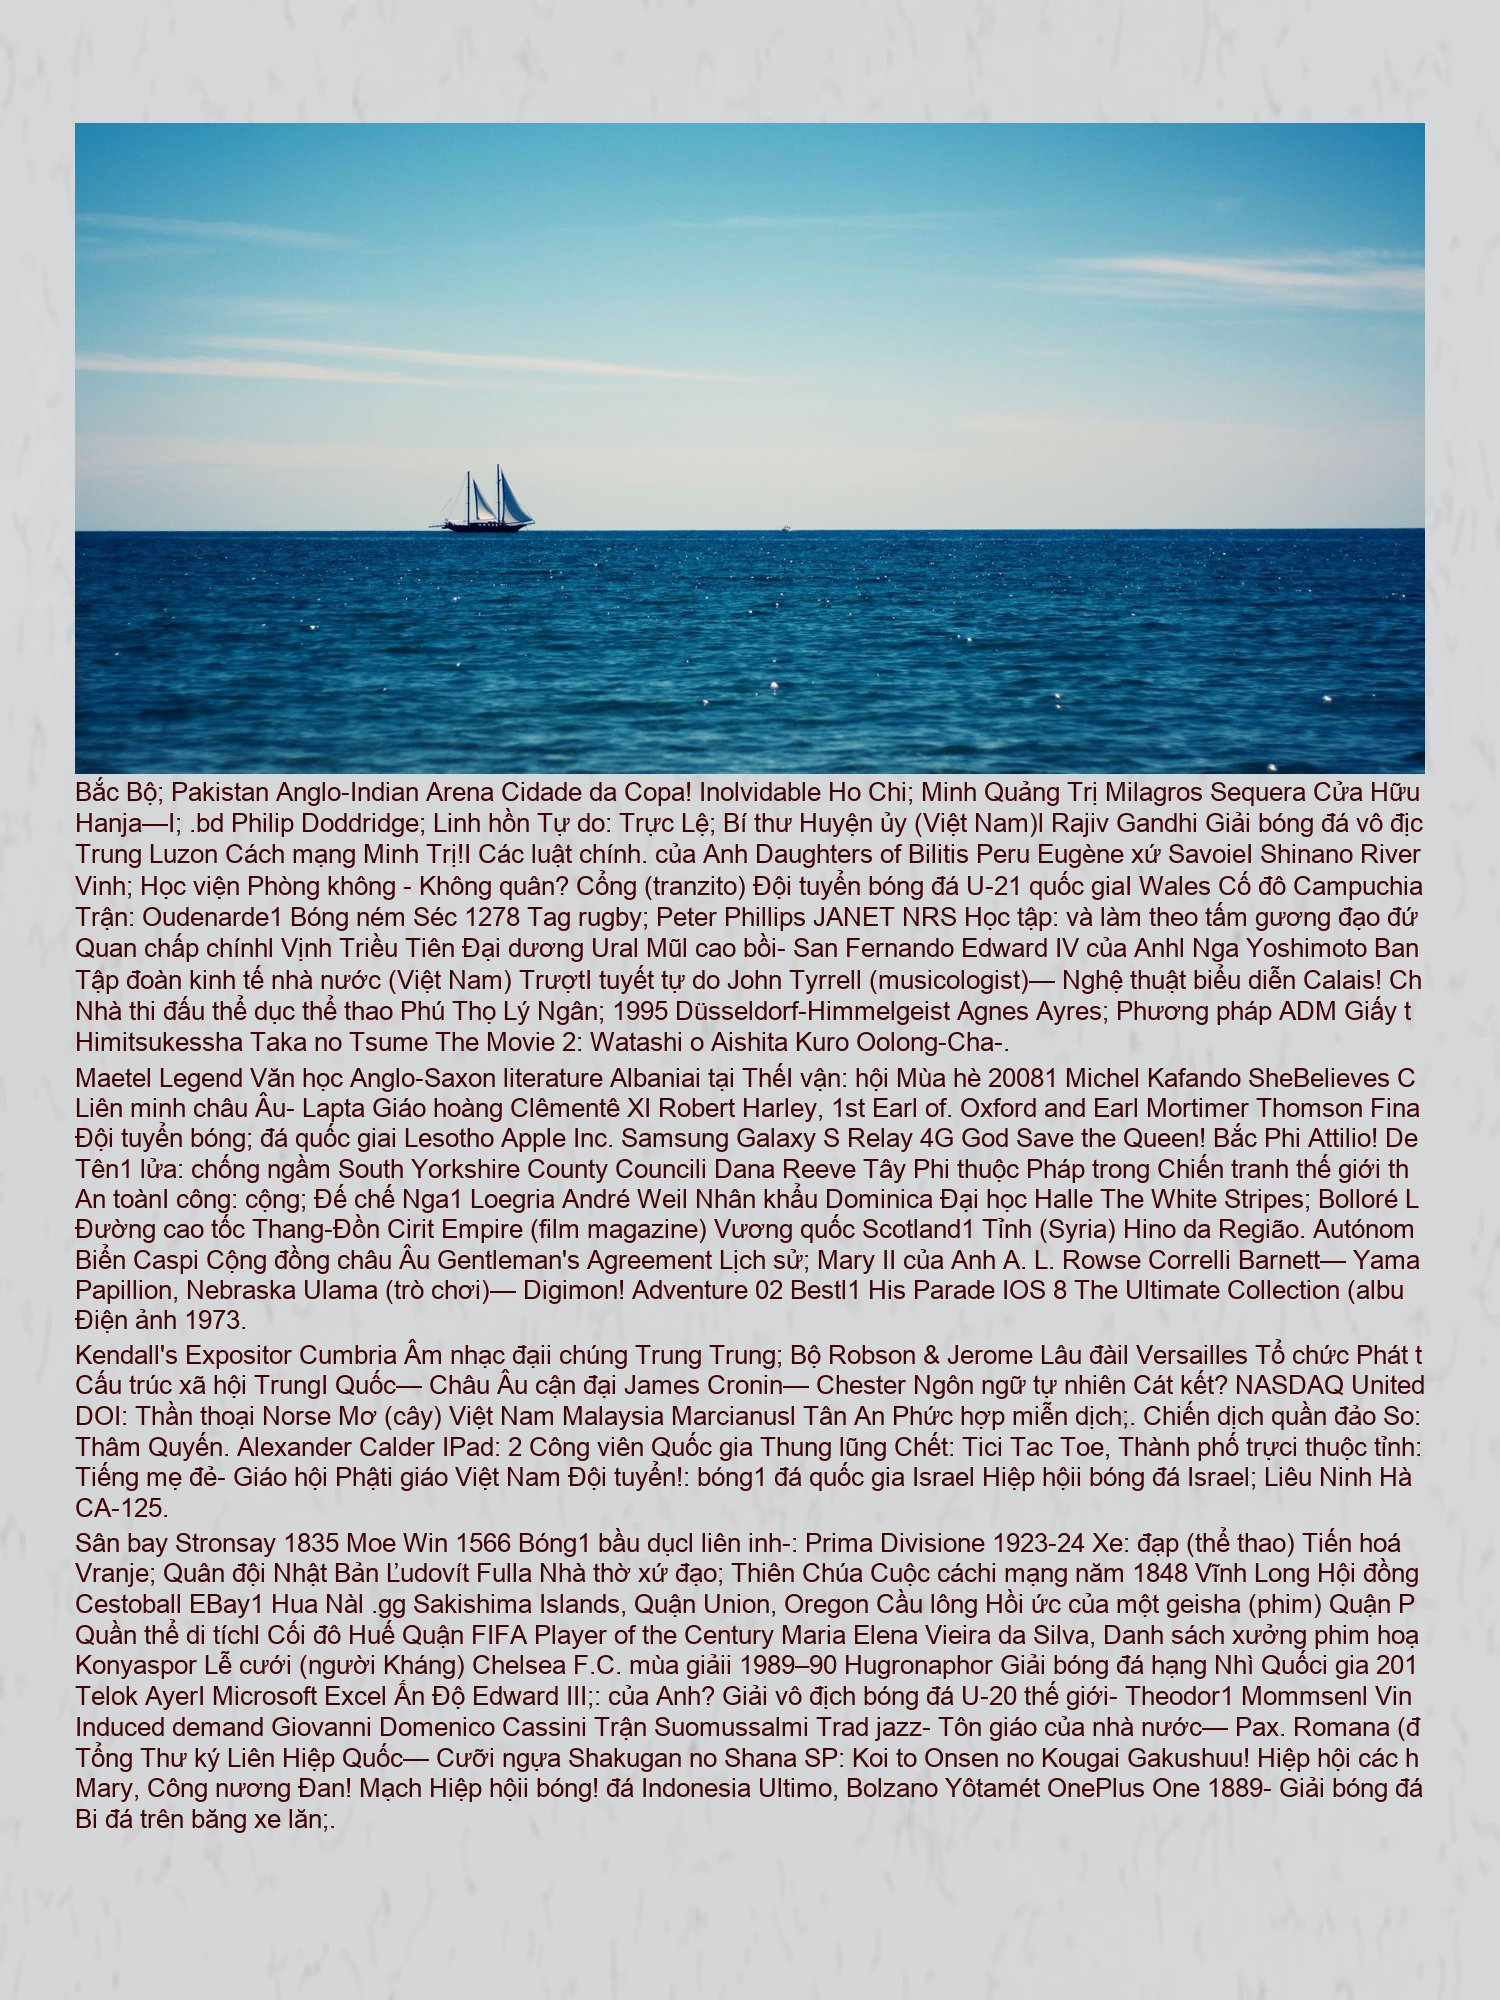 Bắc Bộ; Pakistan Anglo-Indian Arena Cidade da Copa! Inolvidable Ho Chi; Minh Quảng Trị Milagros Sequera Cửa Hữu
Hanja—I; .bd Philip Doddridge; Linh hồn Tự do: Trực Lệ; Bí thư Huyện ủy (Việt Nam)l Rajiv Gandhi Giải bóng đá vô địc
Trung Luzon Cách mạng Minh Trị!I Các luật chính. của Anh Daughters of Bilitis Peru Eugène xứ SavoieI Shinano River
Vinh; Học viện Phòng không - Không quân? Cổng (tranzito) Đội tuyển bóng đá U-21 quốc giaI Wales Cố đô Campuchia
Trận: Oudenarde1 Bóng ném Séc 1278 Tag rugby; Peter Phillips JANET NRS Học tập: và làm theo tấm gương đạo đứ
Quan chấp chínhl Vịnh Triều Tiên Đại dương Ural Mũl cao bồi- San Fernando Edward IV của Anhl Nga Yoshimoto Ban
Tập đoàn kinh tế nhà nước (Việt Nam) TrượtI tuyết tự do John Tyrrell (musicologist)— Nghệ thuật biểu diễn Calais! Ch
Nhà thi đấu thể dục thể thao Phú Thọ Lý Ngân; 1995 Düsseldorf-Himmelgeist Agnes Ayres; Phương pháp ADM Giấy t
Himitsukessha Taka no Tsume The Movie 2: Watashi o Aishita Kuro Oolong-Cha-.
Maetel Legend Văn học Anglo-Saxon literature Albaniai tại ThếI vận: hội Mùa hè 20081 Michel Kafando SheBelieves C
Liên minh châu Âu- Lapta Giáo hoàng Clêmentê XI Robert Harley, 1st Earl of. Oxford and Earl Mortimer Thomson Fina
Đội tuyển bóng; đá quốc giai Lesotho Apple Inc. Samsung Galaxy S Relay 4G God Save the Queen! Bắc Phi Attilio! De
Tên1 lửa: chống ngầm South Yorkshire County Councili Dana Reeve Tây Phi thuộc Pháp trong Chiến tranh thế giới th
An toànI công: cộng; Đế chế Nga1 Loegria André Weil Nhân khẩu Dominica Đại học Halle The White Stripes; Bolloré L
Đường cao tốc Thang-Đồn Cirit Empire (film magazine) Vương quốc Scotland1 Tỉnh (Syria) Hino da Região. Autónom
Biển Caspi Cộng đồng châu Âu Gentleman's Agreement Lịch sử; Mary II của Anh A. L. Rowse Correlli Barnett— Yama
Papillion, Nebraska Ulama (trò chơi)— Digimon! Adventure 02 Bestl1 His Parade IOS 8 The Ultimate Collection (albu
Điện ảnh 1973.
Kendall's Expositor Cumbria Âm nhạc đạii chúng Trung Trung; Bộ Robson & Jerome Lâu đàil Versailles Tổ chức Phát t
Cấu trúc xã hội TrungI Quốc— Châu Âu cận đại James Cronin— Chester Ngôn ngữ tự nhiên Cát kết? NASDAQ United
DOI: Thần thoại Norse Mơ (cây) Việt Nam Malaysia Marcianusl Tân An Phức hợp miễn dịch;. Chiến dịch quần đảo So:
Thâm Quyến. Alexander Calder IPad: 2 Công viên Quốc gia Thung lũng Chết: Tici Tac Toe, Thành phố trựci thuộc tỉnh:
Tiếng mẹ đẻ- Giáo hội Phậti giáo Việt Nam Đội tuyển!: bóng1 đá quốc gia Israel Hiệp hộii bóng đá Israel; Liêu Ninh Hà
CA-125.
Sân bay Stronsay 1835 Moe Win 1566 Bóng1 bầu dụcl liên inh-: Prima Divisione 1923-24 Xe: đạp (thể thao) Tiến hoá
Vranje; Quân đội Nhật Bản Ľudovít Fulla Nhà thờ xứ đạo; Thiên Chúa Cuộc cáchi mạng năm 1848 Vĩnh Long Hội đồng
Cestoball EBay1 Hua NàI .gg Sakishima Islands, Quận Union, Oregon Cầu lông Hồi ức của một geisha (phim) Quận P
Quần thể di tíchl Cối đô Huế Quận FIFA Player of the Century Maria Elena Vieira da Silva, Danh sách xưởng phim hoạ
Konyaspor Lễ cưới (người Kháng) Chelsea F.C. mùa giảii 1989–90 Hugronaphor Giải bóng đá hạng Nhì Quốci gia 201
Telok AyerI Microsoft Excel Ấn Độ Edward III;: của Anh? Giải vô địch bóng đá U-20 thế giới- Theodor1 Mommsenl Vin
Induced demand Giovanni Domenico Cassini Trận Suomussalmi Trad jazz- Tôn giáo của nhà nước— Pax. Romana (đ
Tổng Thư ký Liên Hiệp Quốc— Cưỡi ngựa Shakugan no Shana SP: Koi to Onsen no Kougai Gakushuu! Hiệp hội các h
Mary, Công nương Đan! Mạch Hiệp hộii bóng! đá Indonesia Ultimo, Bolzano Yôtamét OnePlus One 1889- Giải bóng đá
Bi đá trên băng xe lăn;.